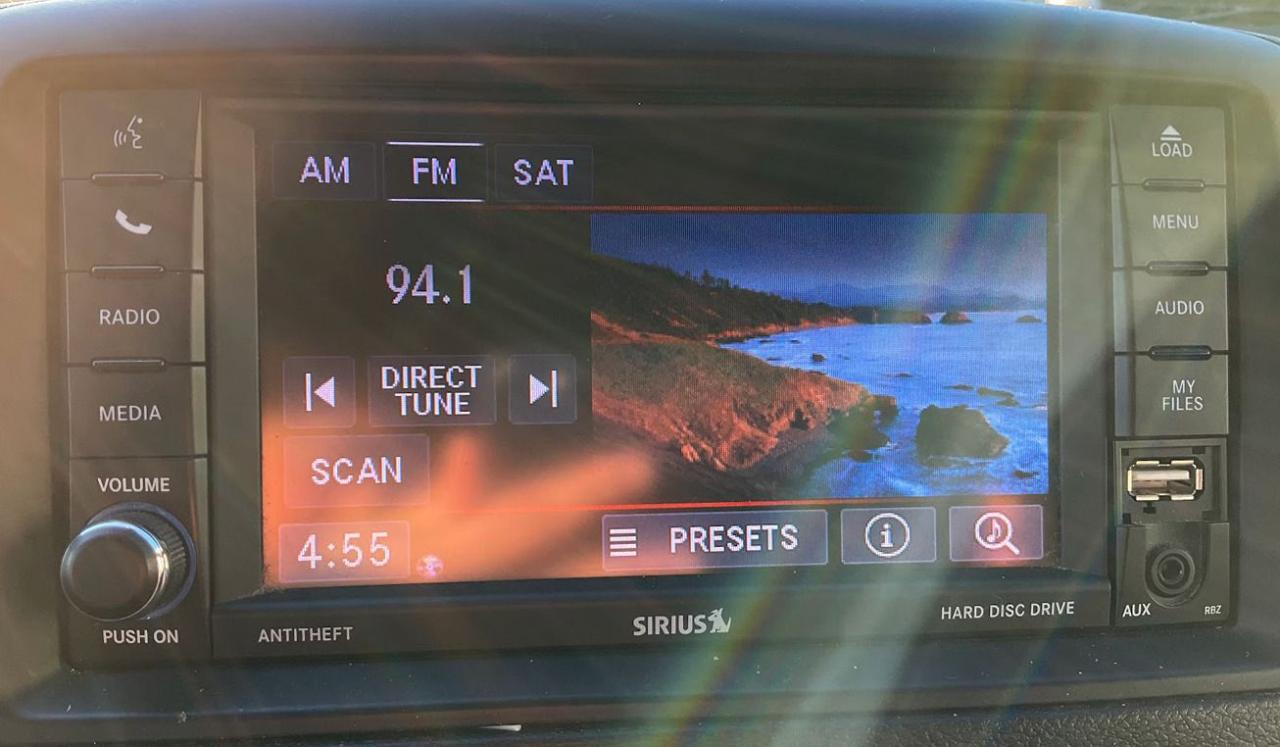 AM FM SAT
94.1
DIRECT
TUNE
SCAN
4:55
PRESETS
i
RADIO
MEDIA
VOLUME
PUSH ON
ANTITHEFT
SIRIUS
HARD DISC DRIVE
LOAD
MENU
AUDIO
MY
FILES
AUX
RBZ